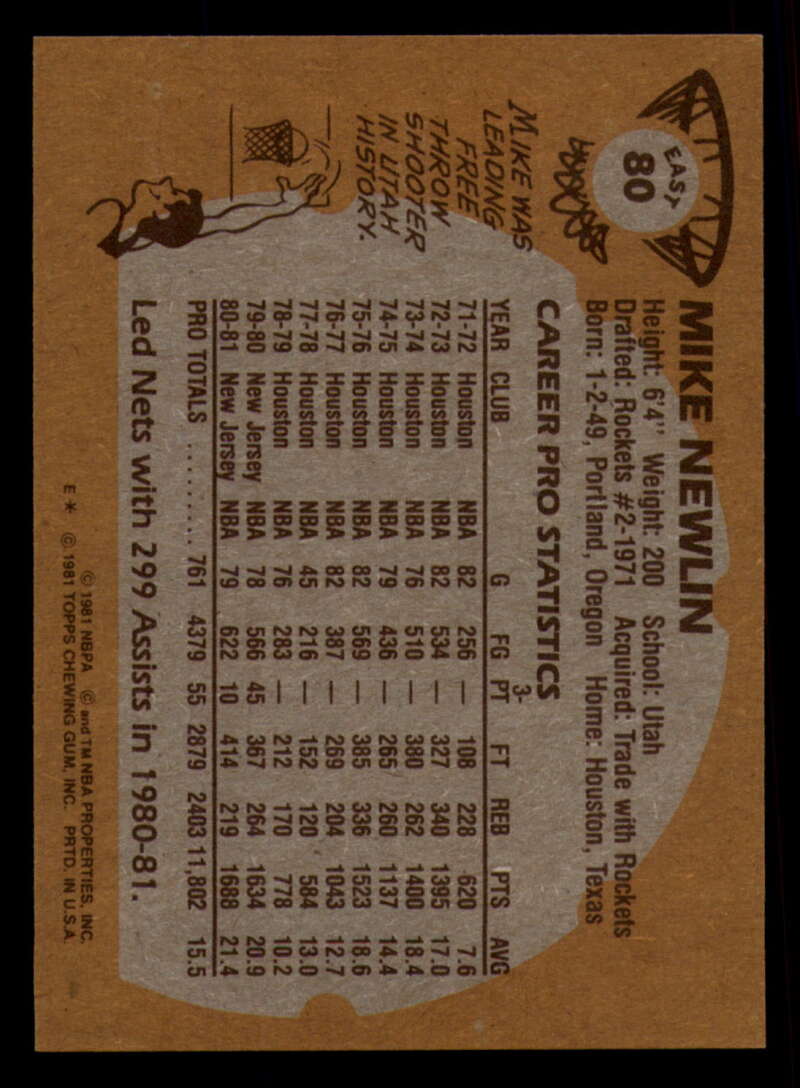 EASY
80
MIKE NEWLIN
Height: 6'4" Weight: 200 School: Utah
Drafted: Rockets #2-1971 Acquired: Trade with Rockets
Born: 1-2-49, Portland, Oregon Home: Houston, Texas
MIKE WAS
LEADING
FREE
THROW
SHOOTER
IN UTAH
HISTORY.
CAREER PRO STATISTICS
YEAR CLUB G FG 3-PT FT REB PTS AVG
71-72 Houston NBA 82 256 — 108 228 620 7.6
72-73 Houston NBA 82 534 — 327 340 1395 17.0
73-74 Houston NBA 76 510 — 380 262 1400 18.4
74-75 Houston NBA 79 436 — 265 260 1137 14.4
75-76 Houston NBA 82 569 — 385 336 1523 18.6
76-77 Houston NBA 82 387 — 269 204 1043 12.7
77-78 Houston NBA 45 216 — 152 120 584 13.0
78-79 Houston NBA 76 283 — 212 170 778 10.2
79-80 New Jersey NBA 78 566 45 367 264 1634 20.9
80-81 New Jersey NBA 79 622 10 414 219 1688 21.4
PRO TOTALS ......... 761 4379 55 2879 2403 11,802 15.5
Led Nets with 299 Assists in 1980-81.
© 1981 NBPA © and TM NBA PROPERTIES, INC.
E * © 1981 TOPPS CHEWING GUM, INC. PRTD. IN U.S.A.